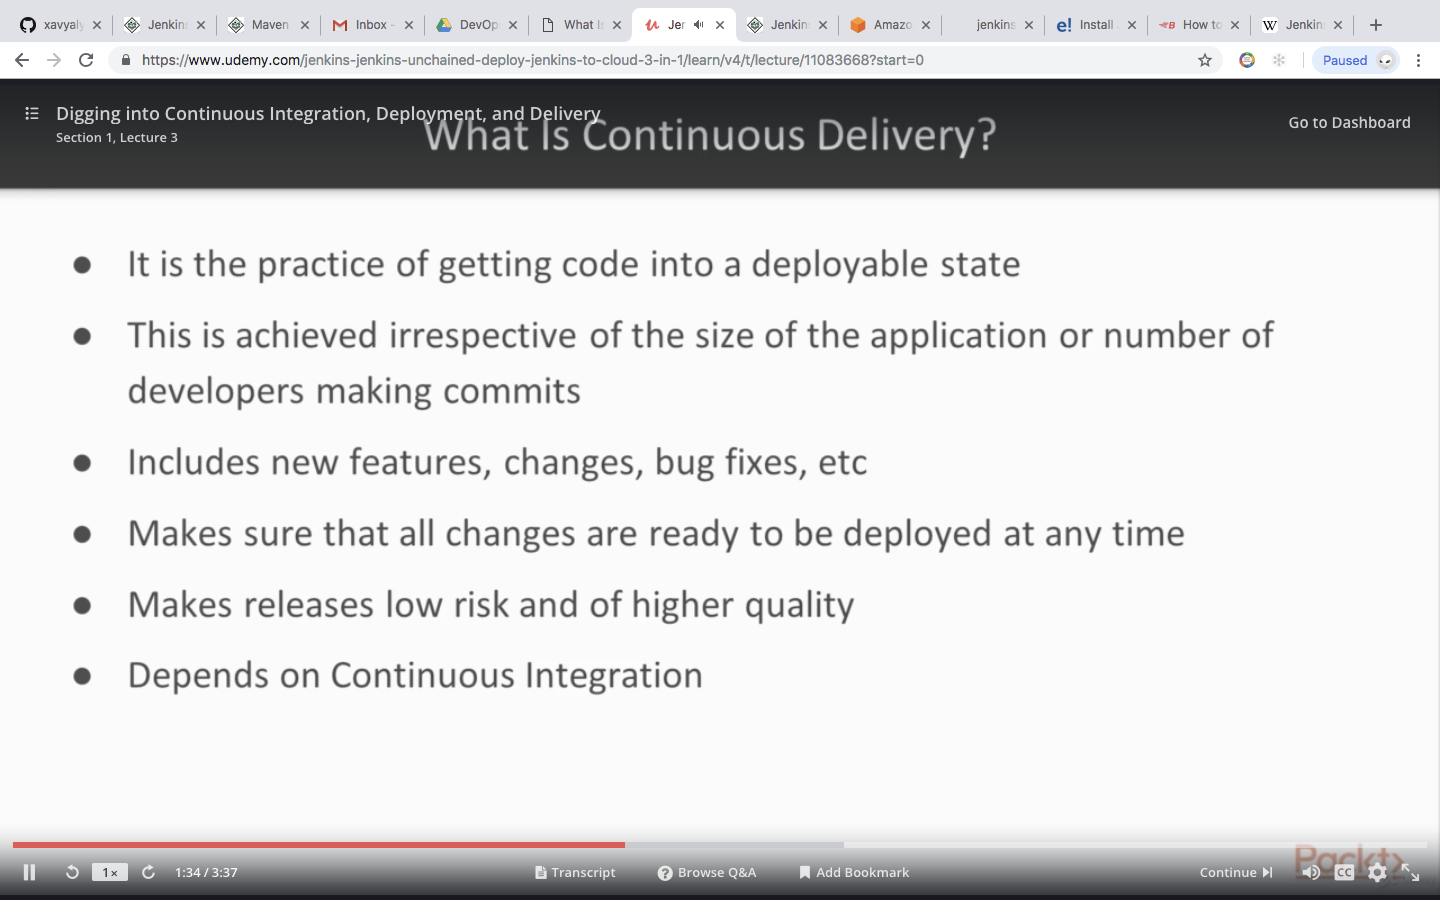 xavyaly
Jenkins
Maven
Inbox -
DevOp
What Is
Jer
Jenkin
Amazo
jenkins
Install
How to
Jenkin
https://www.udemy.com/jenkins-jenkins-unchained-deploy-jenkins-to-cloud-3-in-1/learn/v4/t/lecture/11083668?start=0
Paused
Digging into Continuous Integration, Deployment, and Delivery
Section 1, Lecture 3
Go to Dashboard
What Is Continuous Delivery?
● It is the practice of getting code into a deployable state
● This is achieved irrespective of the size of the application or number of
developers making commits
● Includes new features, changes, bug fixes, etc
● Makes sure that all changes are ready to be deployed at any time
● Makes releases low risk and of higher quality
● Depends on Continuous Integration
1x
1:34 / 3:37
Transcript
Browse Q&A
Add Bookmark
Continue
CC
Packt>